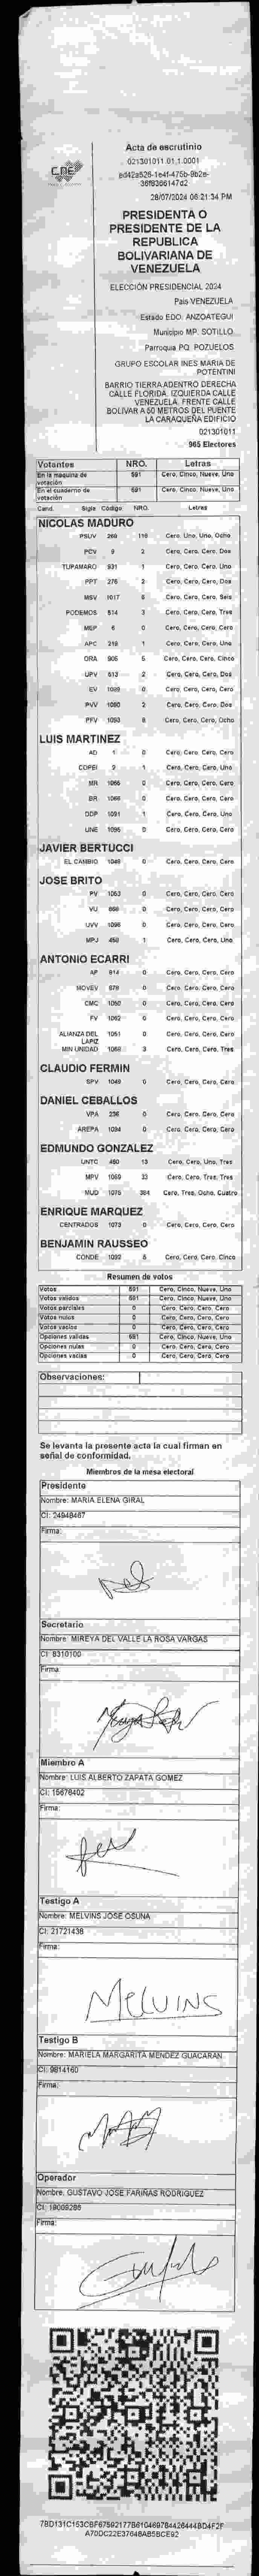 CNE
Acta de escrutinio
021301011.01.1.0001
28/07/2024 06:21:34 PM
PRESIDENTA O
PRESIDENTE DE LA
REPUBLICA
BOLIVARIANA DE
VENEZUELA
ELECCIÓN PRESIDENCIAL 2024
País VENEZUELA
Estado EDO. ANZOATEGUI
Municipio MP. SOTILLO
Parroquia PQ. POZUELOS
GRUPO ESCOLAR INES MARIA DE
POTENTINI
BARRIO TIERRA ADENTRO DERECHA
CALLE FLORIDA. IZQUIERDA CALLE
VENEZUELA. FRENTE CALLE
BOLIVAR A 50 METROS DEL PUENTE
LA CARAQUEÑA EDIFICIO
021301011
965 Electores
Votantes NRO. Letras
En la maquina de votación 591 Cero, Cinco, Nueve, Uno
En el cuaderno de votación 591 Cero, Cinco, Nueve, Uno
Cand. Sigla Código NRO. Letras
NICOLAS MADURO
PSUV 269 118 Cero, Uno, Uno, Ocho
PCV 9 2 Cero, Cero, Cero, Dos
TUPAMARO 931 1 Cero, Cero, Cero, Uno
PPT 275 2 Cero, Cero, Cero, Dos
MSV 1017 6 Cero, Cero, Cero, Seis
PODEMOS 514 3 Cero, Cero, Cero, Tres
MEP 6 0 Cero, Cero, Cero, Cero
APC 219 1 Cero, Cero, Cero, Uno
ORA 905 5 Cero, Cero, Cero, Cinco
UPV 613 2 Cero, Cero, Cero, Dos
EV 1089 0 Cero, Cero, Cero, Cero
PVV 1080 2 Cero, Cero, Cero, Dos
PFV 1093 8 Cero, Cero, Cero, Ocho
LUIS MARTINEZ
AD 1 0 Cero, Cero, Cero, Cero
COPEI 2 1 Cero, Cero, Cero, Uno
MR 1066 0 Cero, Cero, Cero, Cero
BR 1068 0 Cero, Cero, Cero, Cero
DDP 1091 1 Cero, Cero, Cero, Uno
UNE 1095 0 Cero, Cero, Cero, Cero
JAVIER BERTUCCI
EL CAMBIO 1049 0 Cero, Cero, Cero, Cero
JOSE BRITO
PV 1053 0 Cero, Cero, Cero, Cero
VU 868 0 Cero, Cero, Cero, Cero
UVV 1096 0 Cero, Cero, Cero, Cero
MPJ 458 1 Cero, Cero, Cero, Uno
ANTONIO ECARRI
AP 914 0 Cero, Cero, Cero, Cero
MOVEV 879 0 Cero, Cero, Cero, Cero
CMC 1050 0 Cero, Cero, Cero, Cero
FV 1052 0 Cero, Cero, Cero, Cero
ALIANZA DEL LAPIZ 1051 0 Cero, Cero, Cero, Cero
MIN UNIDAD 1068 3 Cero, Cero, Cero, Tres
CLAUDIO FERMIN
SPV 1048 0 Cero, Cero, Cero, Cero
DANIEL CEBALLOS
VPA 236 0 Cero, Cero, Cero, Cero
AREPA 1094 0 Cero, Cero, Cero, Cero
EDMUNDO GONZALEZ
UNTC 460 13 Cero, Cero, Uno, Tres
MPV 1069 33 Cero, Cero, Tres, Tres
MUD 1075 384 Cero, Tres, Ocho, Cuatro
ENRIQUE MARQUEZ
CENTRADOS 1073 0 Cero, Cero, Cero, Cero
BENJAMIN RAUSSEO
CONDE 1092 5 Cero, Cero, Cero, Cinco
Resumen de votos
Votos 591 Cero, Cinco, Nueve, Uno
Votos validos 591 Cero, Cinco, Nueve, Uno
Votos parciales 0 Cero, Cero, Cero, Cero
Votos nulos 0 Cero, Cero, Cero, Cero
Votos vacios 0 Cero, Cero, Cero, Cero
Opciones validas 591 Cero, Cinco, Nueve, Uno
Opciones nulas 0 Cero, Cero, Cero, Cero
Opciones vacias 0 Cero, Cero, Cero, Cero
Observaciones:
Se levanta la presente acta la cual firman en
señal de conformidad.
Miembros de la mesa electoral
Presidente
Nombre: MARIA ELENA GIRAL
CI: 24948467
Firma:
Secretario
Nombre: MIREYA DEL VALLE LA ROSA VARGAS
CI: 8310100
Firma:
Miembro A
Nombre: LUIS ALBERTO ZAPATA GOMEZ
CI: 15678402
Firma:
Testigo A
Nombre: MELVINS JOSE OSUNA
CI: 21721438
Firma:
MELVINS
Testigo B
Nombre: MARIELA MARGARITA MENDEZ GUACARAN
CI: 9814160
Firma:
Operador
Nombre: GUSTAVO JOSE FARIÑAS RODRIGUEZ
CI: 19009286
Firma: